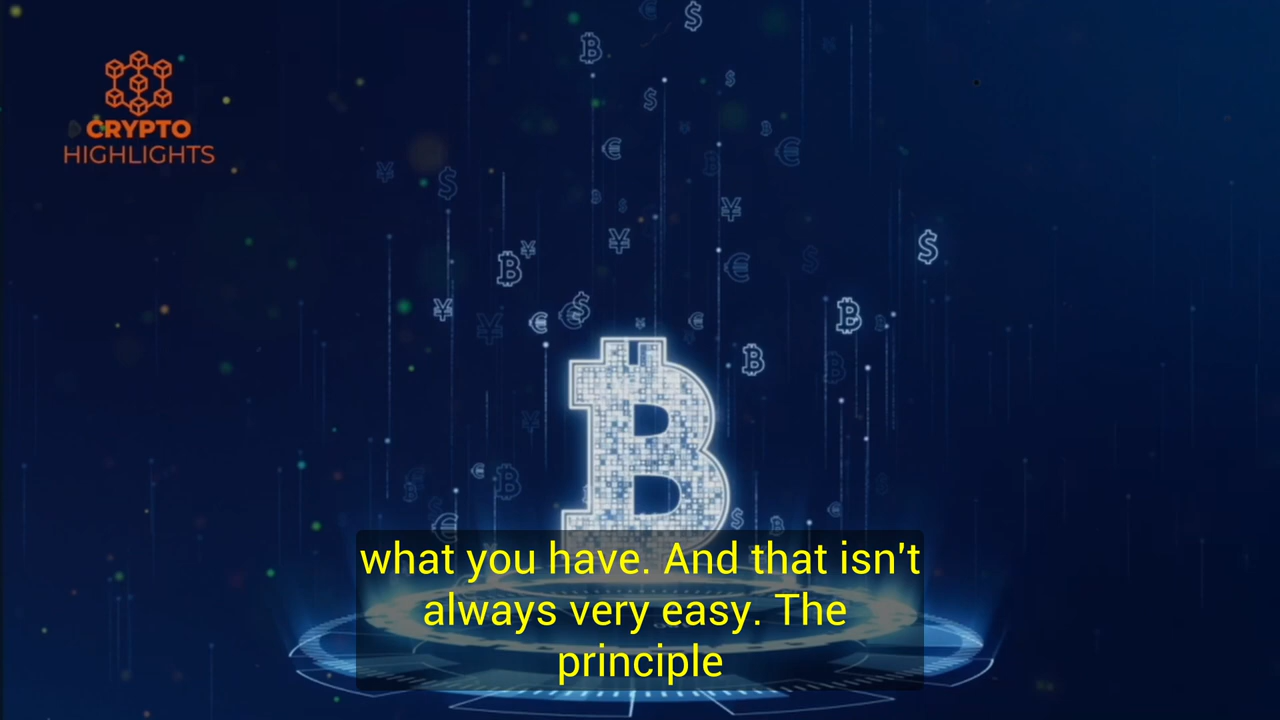 CRYPTO
HIGHLIGHTS
what you have. And that isn't
always very easy. The
principle